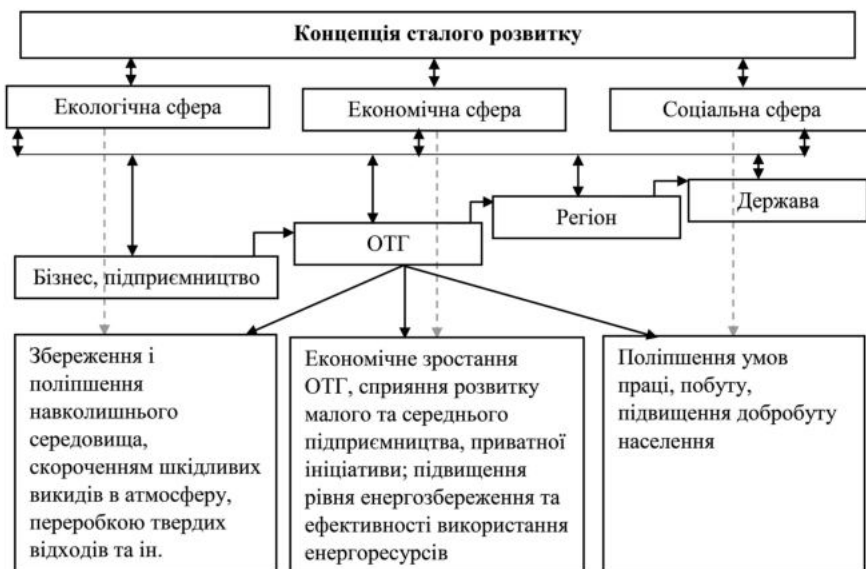 Концепція сталого розвитку
Екологічна сфера
Економічна сфера
Соціальна сфера
Держава
Регіон
ОТГ
Бізнес, підприємництво
Збереження і
поліпшення
навколишнього
середовища,
скороченням шкідливих
викидів в атмосферу,
переробкою твердих
відходів та ін.
Економічне зростання
ОТГ, сприяння розвитку
малого та середнього
підприємництва, приватної
ініціативи; підвищення
рівня енергозбереження та
ефективності використання
енергоресурсів
Поліпшення умов
праці, побуту,
підвищення добробуту
населення